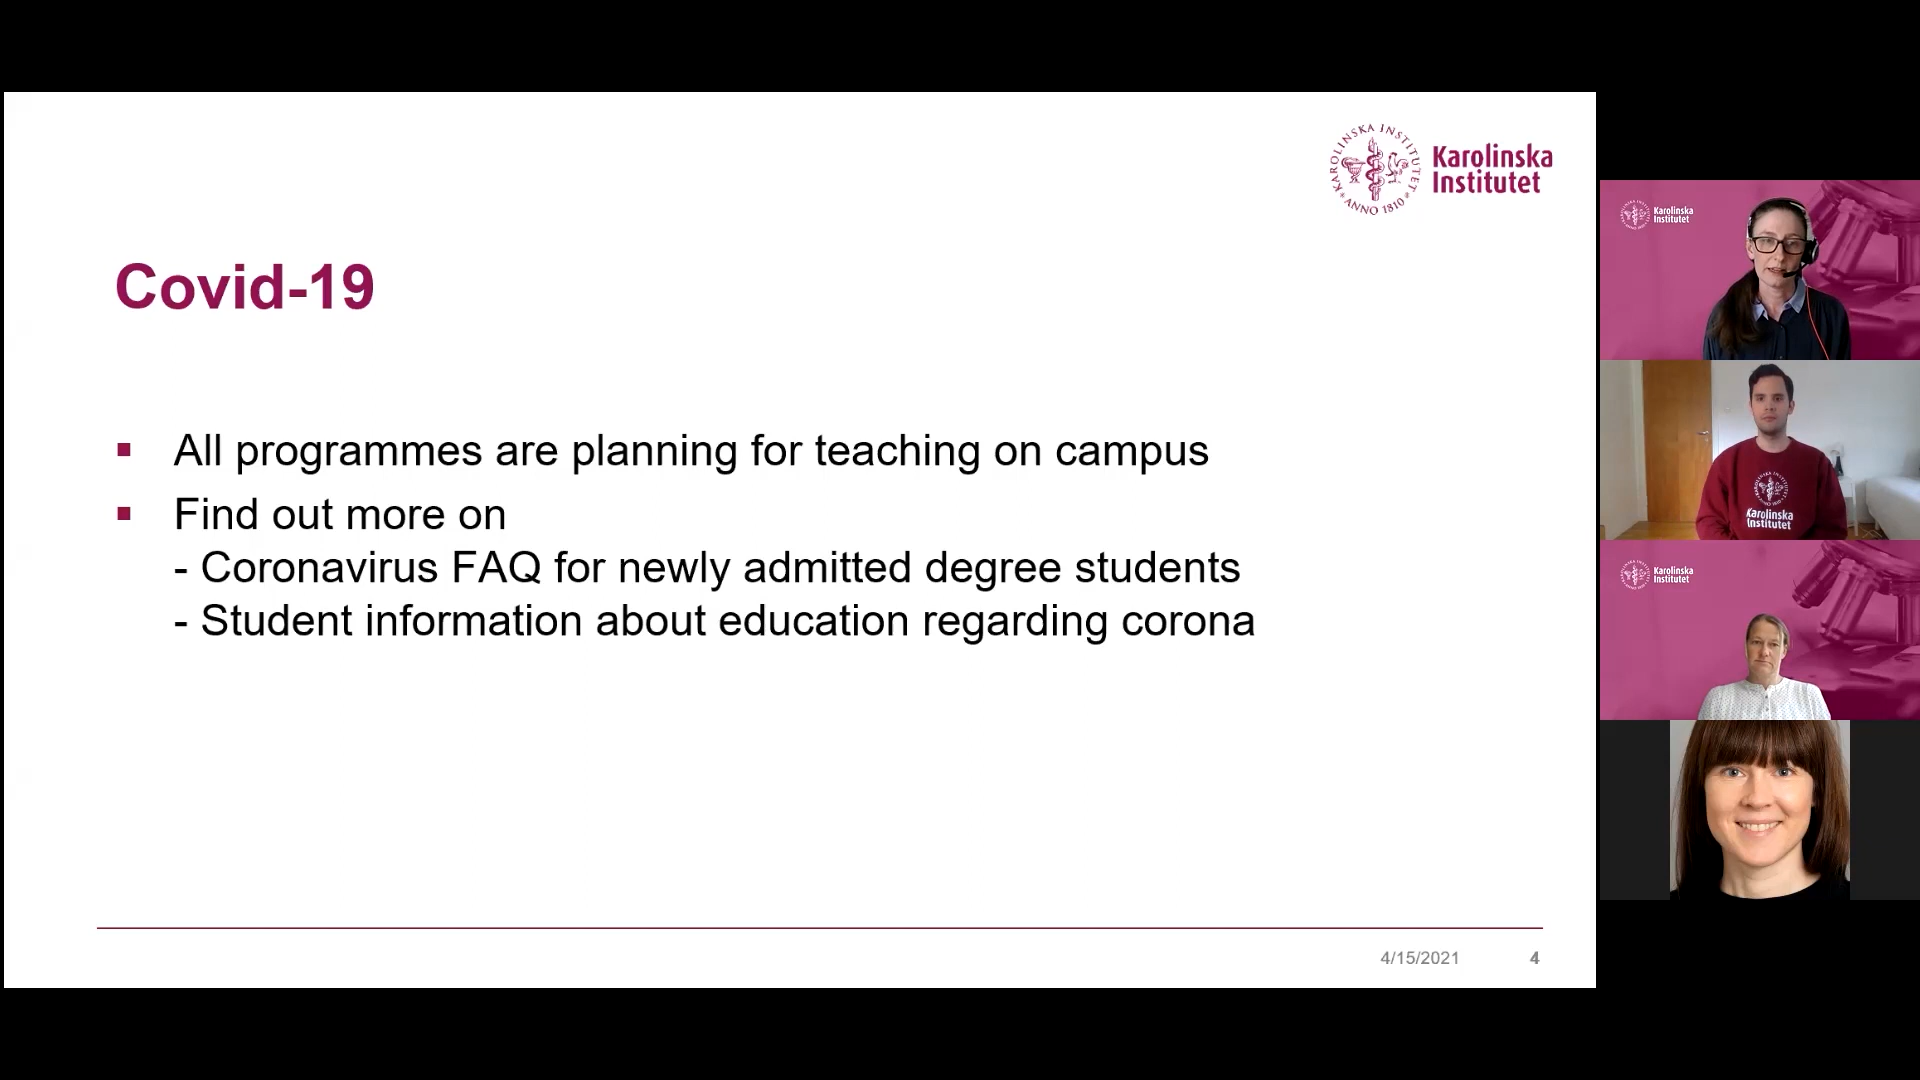 KAROLINSKA INSTITUTET
ANNO 1810
Karolinska
Institutet
Covid-19
All programmes are planning for teaching on campus
Find out more on
- Coronavirus FAQ for newly admitted degree students
- Student information about education regarding corona
4/15/2021
4
Karolinska
Institutet
Karolinska
Institutet
Karolinska
Institutet